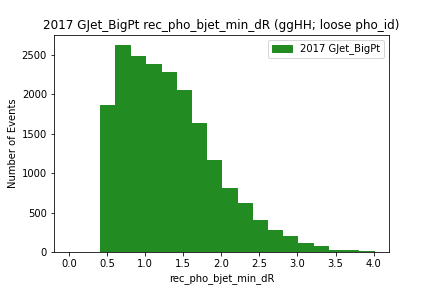 2017 GJet_BigPt rec_pho_bjet_min_dR (ggHH; loose pho_id)
2017 GJet_BigPt
Number of Events
2500
2000
1500
1000
500
0
0.0 0.5 1.0 1.5 2.0 2.5 3.0 3.5 4.0
rec_pho_bjet_min_dR